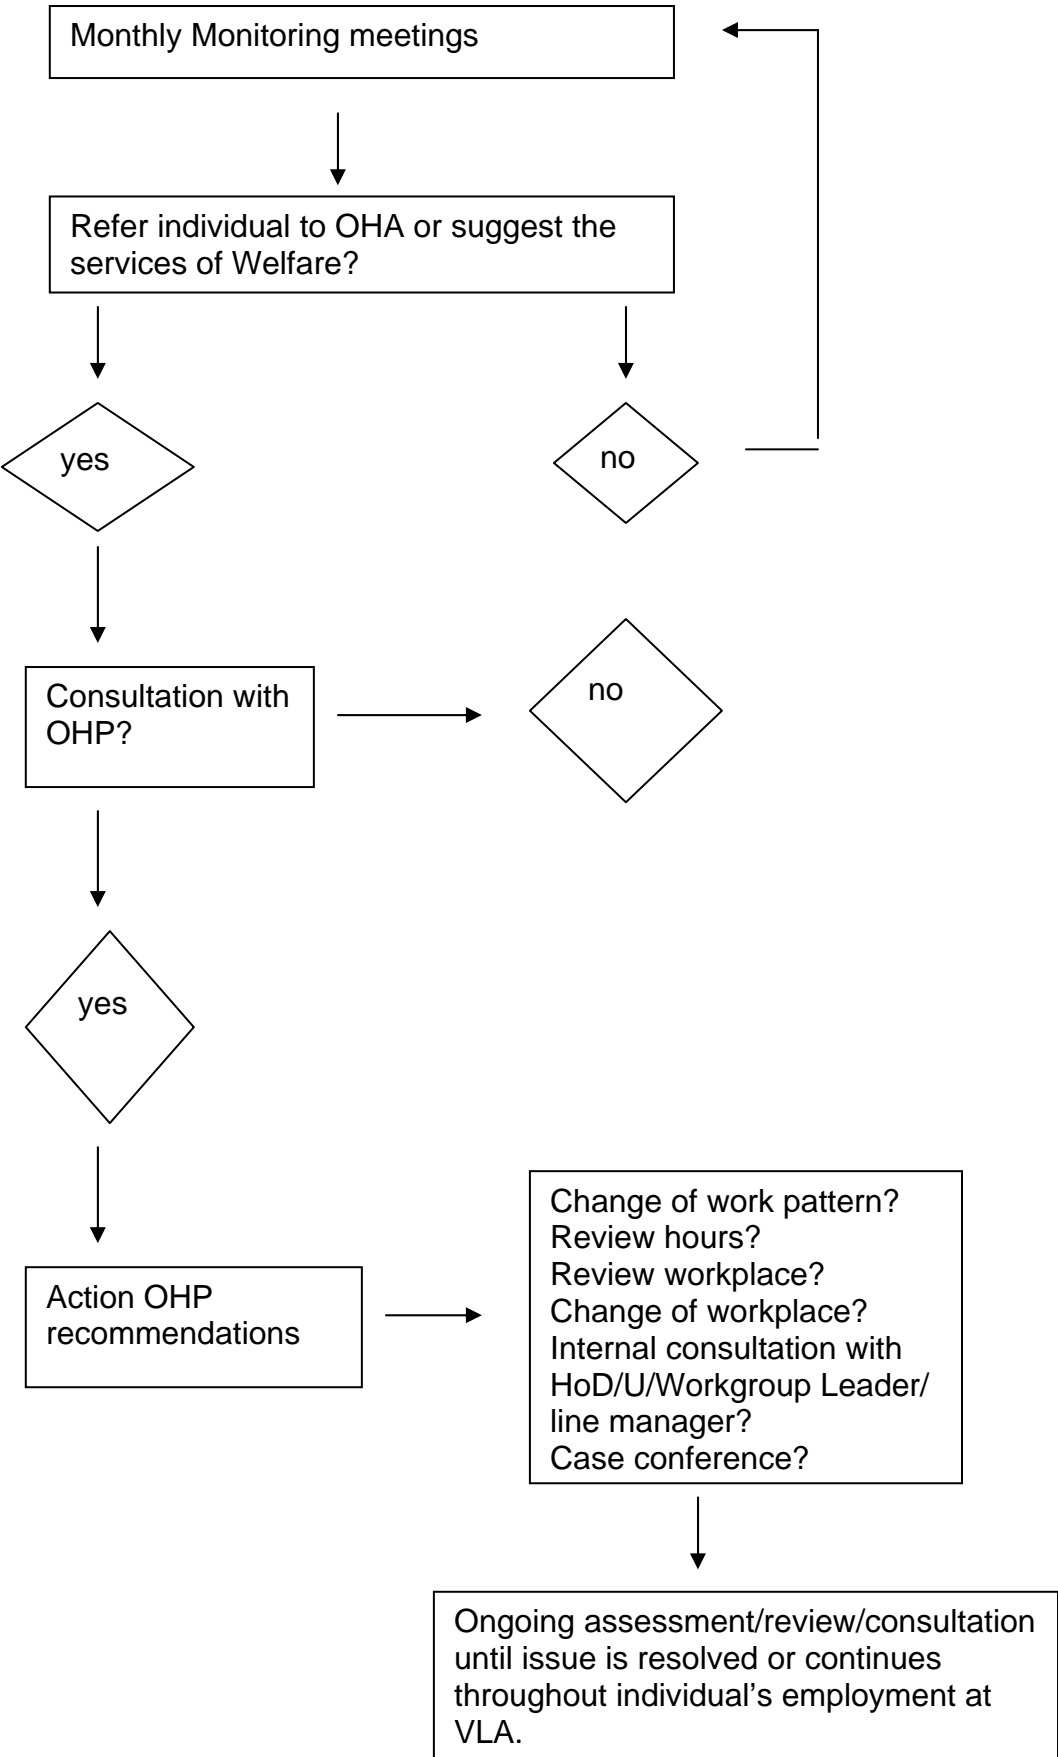 Monthly Monitoring meetings
Refer individual to OHA or suggest the
services of Welfare?
yes
no
Consultation with
OHP?
no
yes
Action OHP
recommendations
Change of work pattern?
Review hours?
Review workplace?
Change of workplace?
Internal consultation with
HoD/U/Workgroup Leader/
line manager?
Case conference?
Ongoing assessment/review/consultation
until issue is resolved or continues
throughout individual’s employment at
VLA.